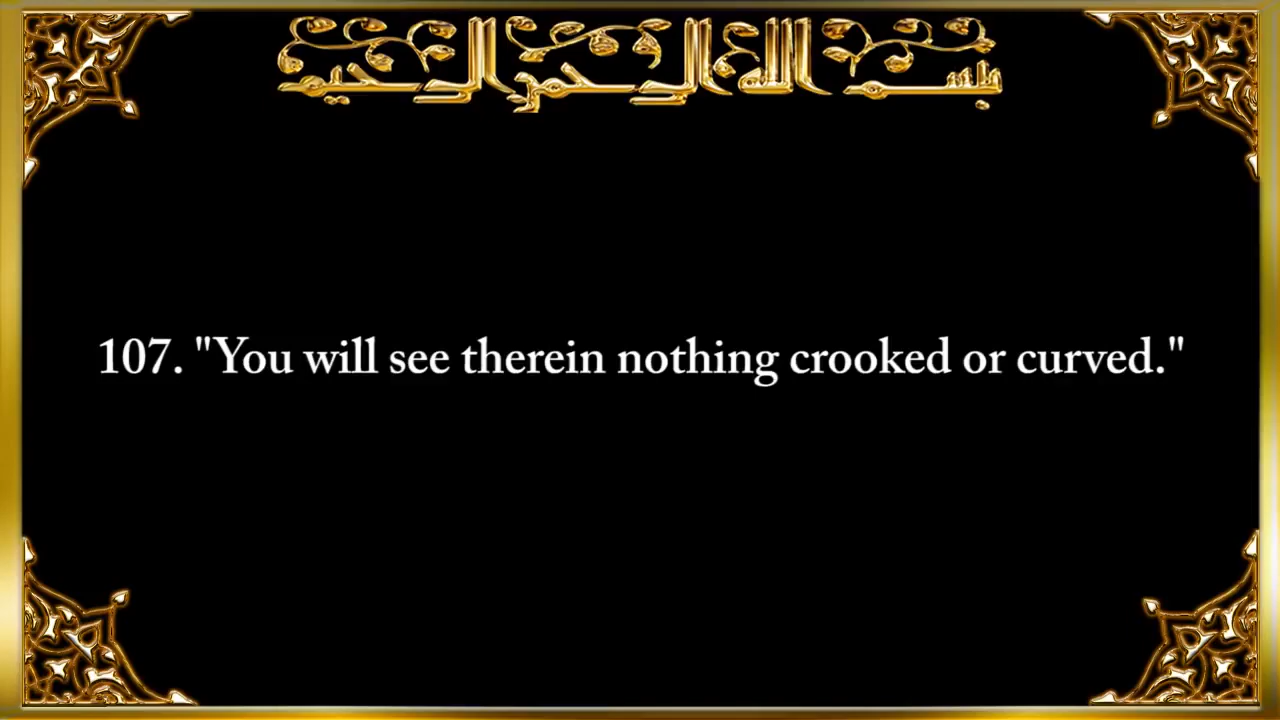 بسم الله الرحمن الرحيم
107. "You will see therein nothing crooked or curved."